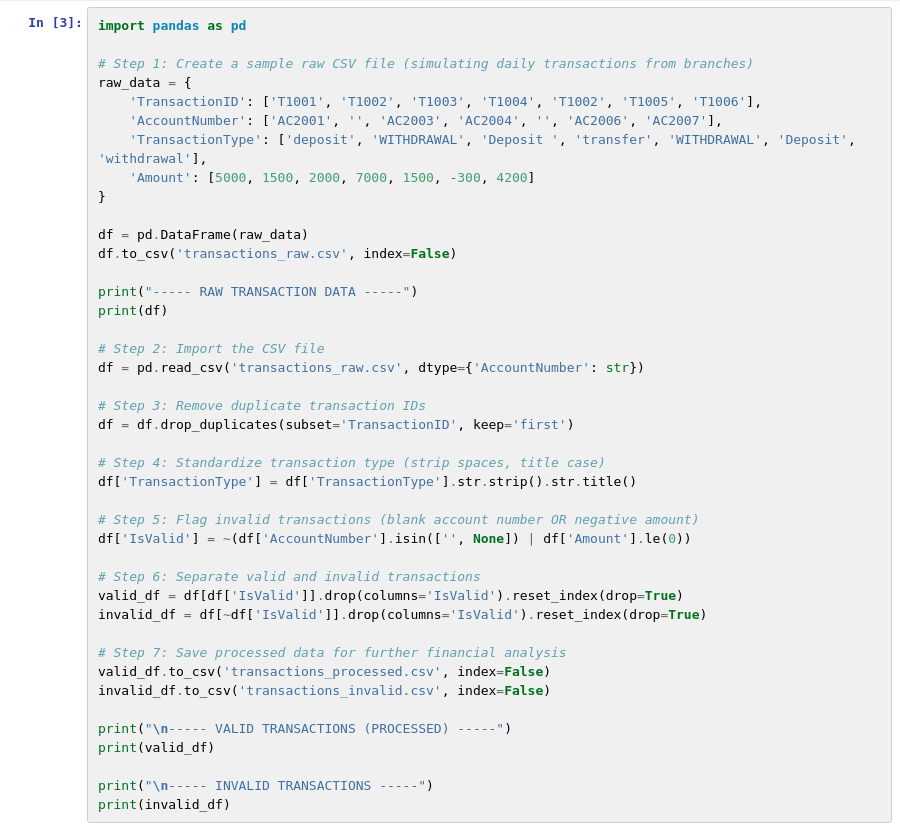 In [3]:
import pandas as pd
# Step 1: Create a sample raw CSV file (simulating daily transactions from branches)
raw_data = {
    'TransactionID': ['T1001', 'T1002', 'T1003', 'T1004', 'T1002', 'T1005', 'T1006'],
    'AccountNumber': ['AC2001', '', 'AC2003', 'AC2004', '', 'AC2006', 'AC2007'],
    'TransactionType': ['deposit', 'WITHDRAWAL', 'Deposit ', 'transfer', 'WITHDRAWAL', 'Deposit',
'withdrawal'],
    'Amount': [5000, 1500, 2000, 7000, 1500, -300, 4200]
}
df = pd.DataFrame(raw_data)
df.to_csv('transactions_raw.csv', index=False)
print("----- RAW TRANSACTION DATA -----")
print(df)
# Step 2: Import the CSV file
df = pd.read_csv('transactions_raw.csv', dtype={'AccountNumber': str})
# Step 3: Remove duplicate transaction IDs
df = df.drop_duplicates(subset='TransactionID', keep='first')
# Step 4: Standardize transaction type (strip spaces, title case)
df['TransactionType'] = df['TransactionType'].str.strip().str.title()
# Step 5: Flag invalid transactions (blank account number OR negative amount)
df['IsValid'] = ~(df['AccountNumber'].isin(['', None]) | df['Amount'].le(0))
# Step 6: Separate valid and invalid transactions
valid_df = df[df['IsValid']].drop(columns='IsValid').reset_index(drop=True)
invalid_df = df[~df['IsValid']].drop(columns='IsValid').reset_index(drop=True)
# Step 7: Save processed data for further financial analysis
valid_df.to_csv('transactions_processed.csv', index=False)
invalid_df.to_csv('transactions_invalid.csv', index=False)
print("\n----- VALID TRANSACTIONS (PROCESSED) -----")
print(valid_df)
print("\n----- INVALID TRANSACTIONS -----")
print(invalid_df)